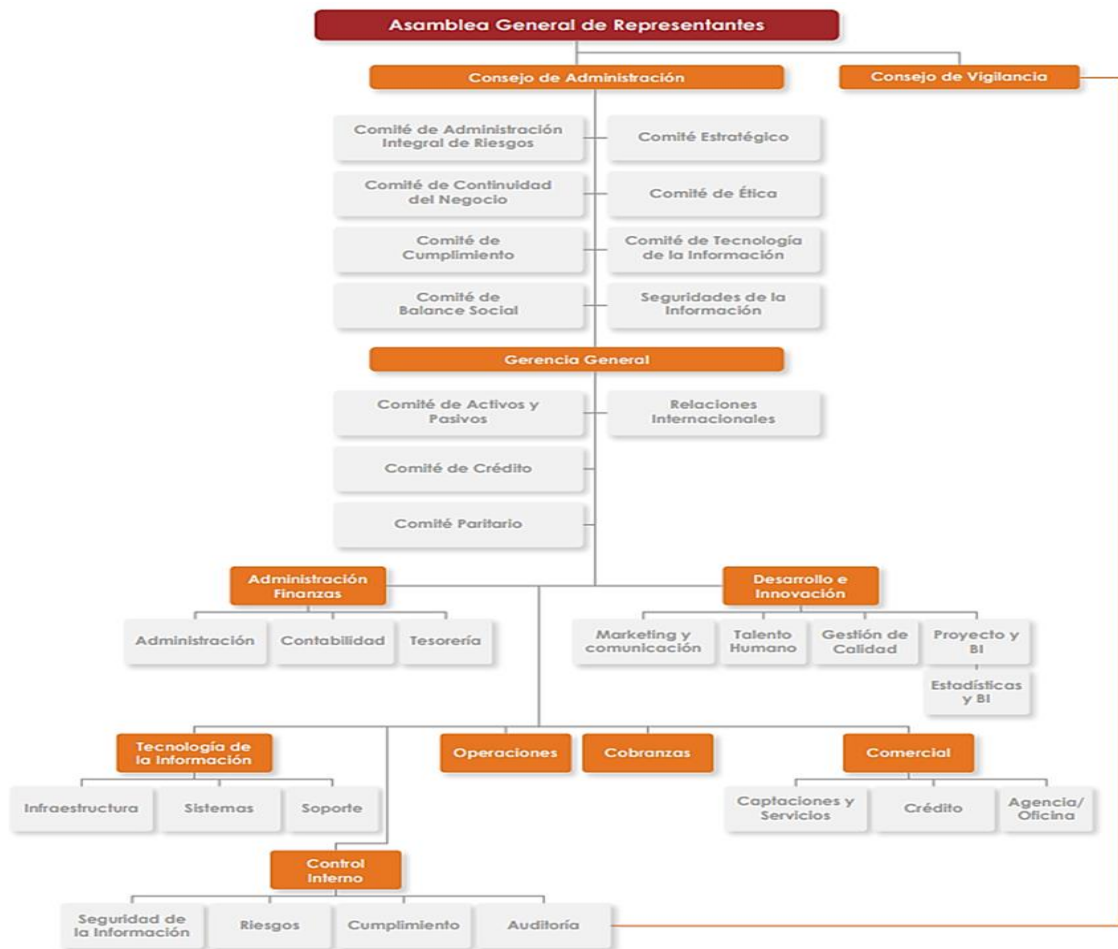 Asamblea General de Representantes
Consejo de Administración
Consejo de Vigilancia
Comité de Administración
Integral de Riesgos
Comité Estratégico
Comité de Continuidad
del Negocio
Comité de Ética
Comité de
Cumplimiento
Comité de Tecnología
de la Información
Comité de
Balance Social
Seguridades de la
Información
Gerencia General
Comité de Activos y
Pasivos
Relaciones
Internacionales
Comité de Crédito
Comité Paritario
Administración
Finanzas
Desarrollo e
Innovación
Administración
Contabilidad
Tesorería
Marketing y
comunicación
Talento
Humano
Gestión de
Calidad
Proyecto y
BI
Estadísticas
y BI
Tecnología de
la Información
Operaciones
Cobranzas
Comercial
Infraestructura
Sistemas
Soporte
Captaciones y
Servicios
Crédito
Agencia/
Oficina
Control
Interno
Seguridad de
la Información
Riesgos
Cumplimiento
Auditoría